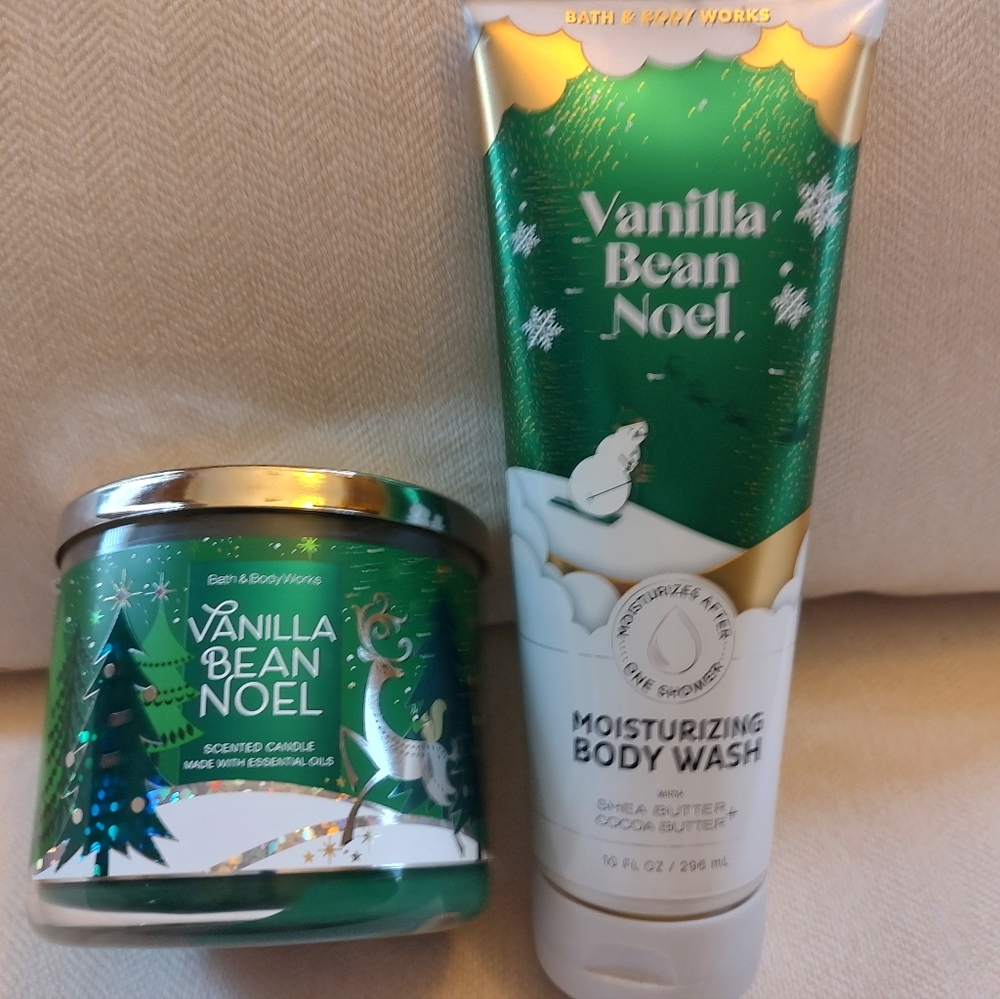 Bath & Body Works
VANILLA
BEAN
NOEL
SCENTED CANDLE
MADE WITH ESSENTIAL OILS
BATH & BODY WORKS
Vanilla
Bean
Noel
MOISTURIZES AFTER
ONE SHOWER
MOISTURIZING
BODY WASH
WITH
SHEA BUTTER +
COCOA BUTTER
10 FL OZ / 296 mL